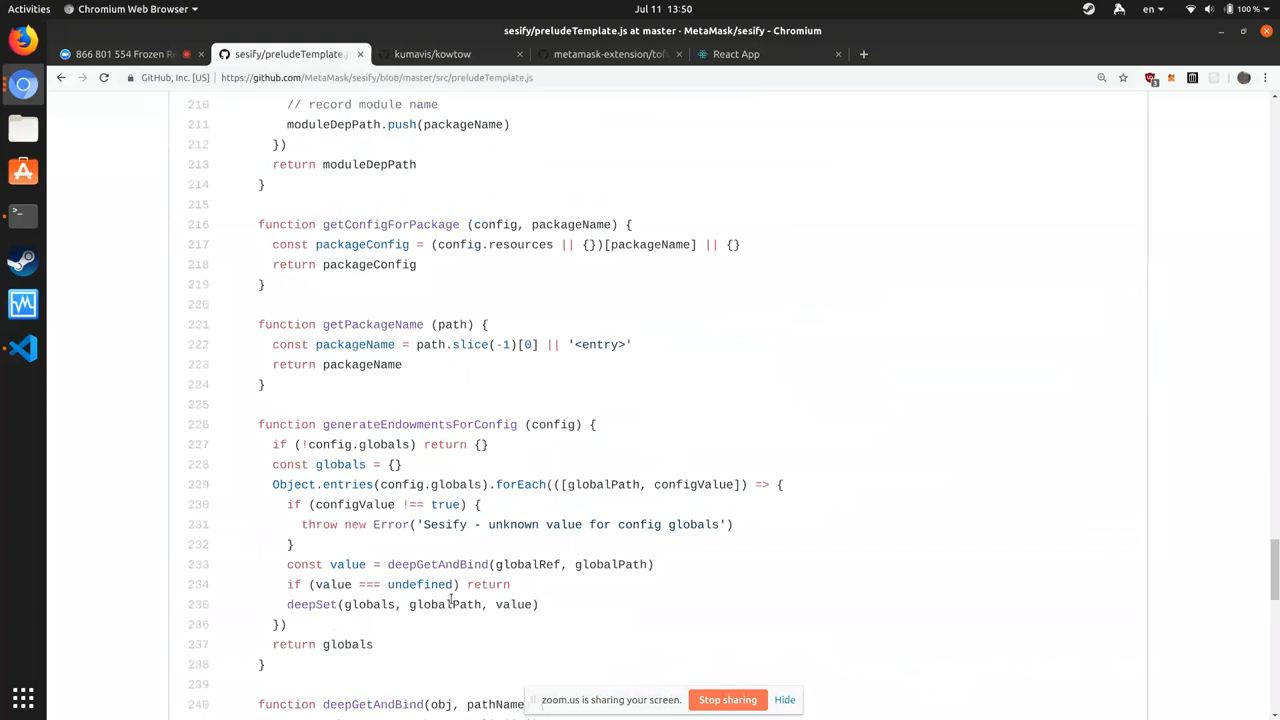 Activities
Chromium Web Browser
Jul 11 13:50
en
100 %
sesify/preludeTemplate.js at master · MetaMask/sesify - Chromium
866 801 554 Frozen Re
sesify/preludeTemplate.
kumavis/kowtow
metamask-extension/tof
React App
GitHub, Inc. [US]
https://github.com/MetaMask/sesify/blob/master/src/preludeTemplate.js
3
210 // record module name
211 moduleDepPath.push(packageName)
212 })
213 return moduleDepPath
214 }
215
216 function getConfigForPackage (config, packageName) {
217 const packageConfig = (config.resources || {})[packageName] || {}
218 return packageConfig
219 }
220
221 function getPackageName (path) {
222 const packageName = path.slice(-1)[0] || '<entry>'
223 return packageName
224 }
225
226 function generateEndowmentsForConfig (config) {
227 if (!config.globals) return {}
228 const globals = {}
229 Object.entries(config.globals).forEach(([globalPath, configValue]) => {
230 if (configValue !== true) {
231 throw new Error('Sesify - unknown value for config globals')
232 }
233 const value = deepGetAndBind(globalRef, globalPath)
234 if (value === undefined) return
235 deepSet(globals, globalPath, value)
236 })
237 return globals
238 }
239
240 function deepGetAndBind(obj, pathName
zoom.us is sharing your screen.
Stop sharing
Hide